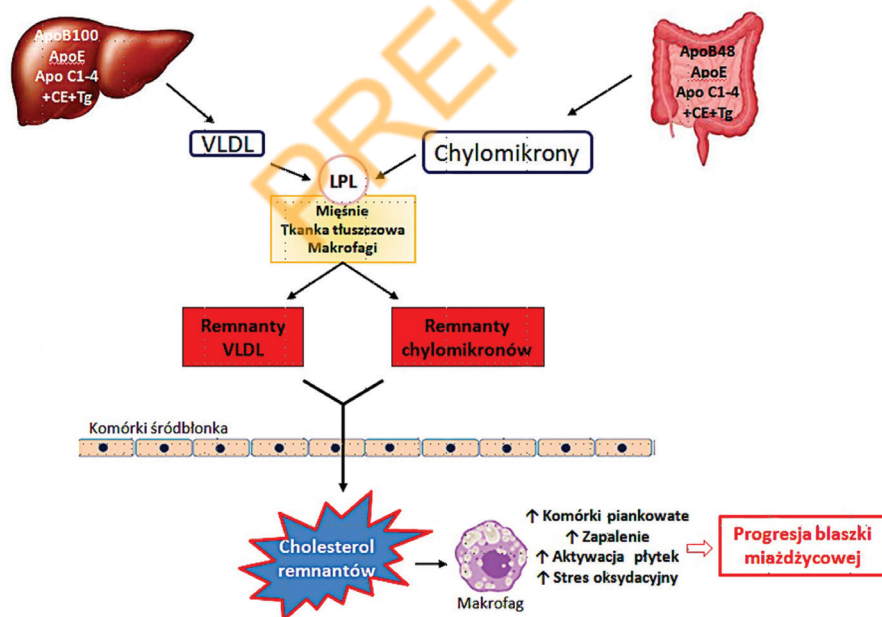 ApoB100
ApoE
Apo C1-4
+CE+Tg
ApoB48
ApoE
Apo C1-4
+CE+Tg
VLDL
Chylomikrony
LPL
Mięśnie
Tkanka tłuszczowa
Makrofagi
Remnanty
VLDL
Remnanty
chylomikronów
Komórki śródbłonka
Cholesterol
remnantów
Makrofag
↑ Komórki piankowate
↑ Zapalenie
↑ Aktywacja płytek
↑ Stres oksydacyjny
Progresja blaszki
miażdżycowej